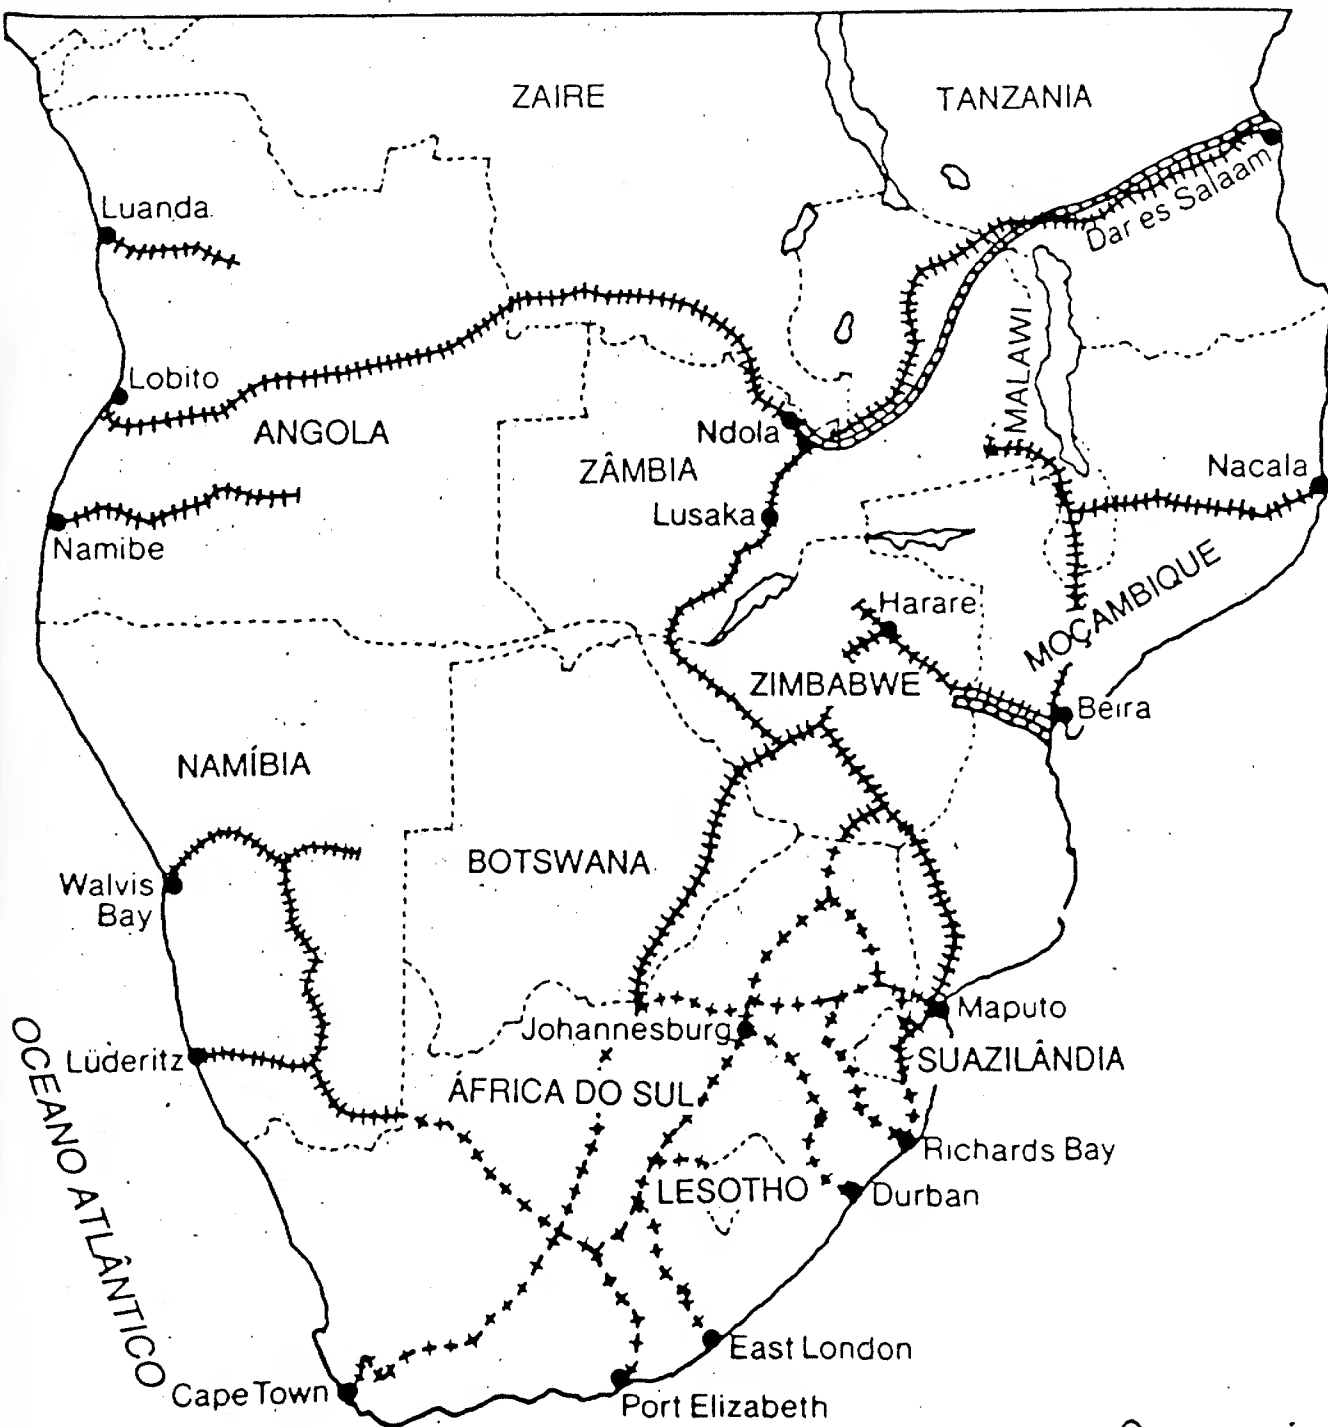 ZAIRE
TANZANIA
Luanda
Dar es Salaam
MALAWI
Lobito
ANGOLA
Ndola
ZÂMBIA
Nacala
Lusaka
Namibe
MOÇAMBIQUE
Harare
ZIMBABWE
Beira
NAMÍBIA
BOTSWANA
Walvis
Bay
Maputo
Johannesburg
Lüderitz
SUAZILÂNDIA
ÁFRICA DO SUL
OCEANO ATLÂNTICO
Richards Bay
LESOTHO
Durban
East London
Cape Town
Port Elizabeth